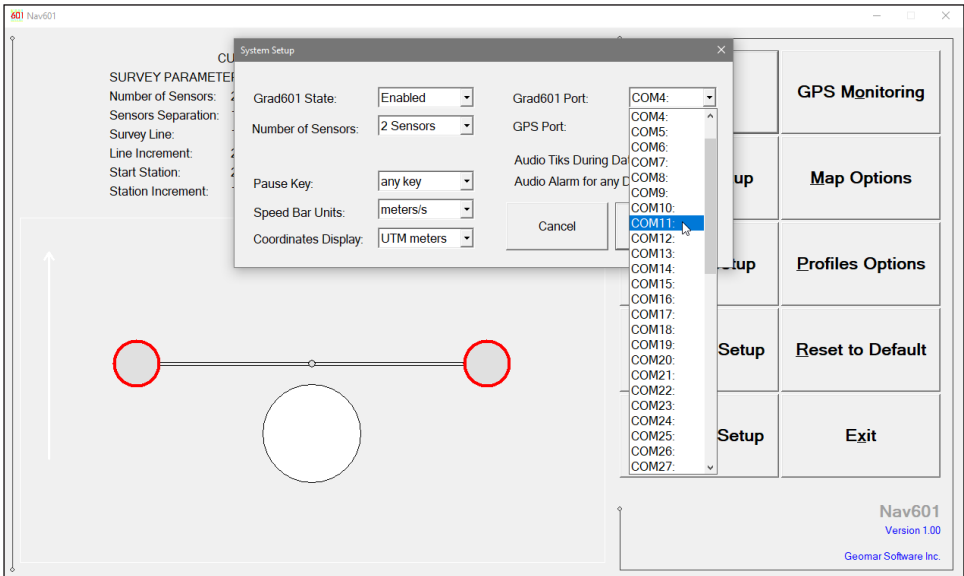 601 Nav601
System Setup
CU
SURVEY PARAMETE
Number of Sensors: 2
Sensors Separation:
Survey Line:
Line Increment: 2
Start Station: 2
Station Increment:
Grad601 State: Enabled
Number of Sensors: 2 Sensors
Pause Key: any key
Speed Bar Units: meters/s
Coordinates Display: UTM meters
Grad601 Port: COM4:
GPS Port:
Audio Tiks During Da
Audio Alarm for any D
Cancel
COM4:
COM5:
COM6:
COM7:
COM8:
COM9:
COM10:
COM11:
COM12:
COM13:
COM14:
COM15:
COM16:
COM17:
COM18:
COM19:
COM20:
COM21:
COM22:
COM23:
COM24:
COM25:
COM26:
COM27:
GPS Monitoring
up
Map Options
tup
Profiles Options
Setup
Reset to Default
Setup
Exit
Nav601
Version 1.00
Geomar Software Inc.